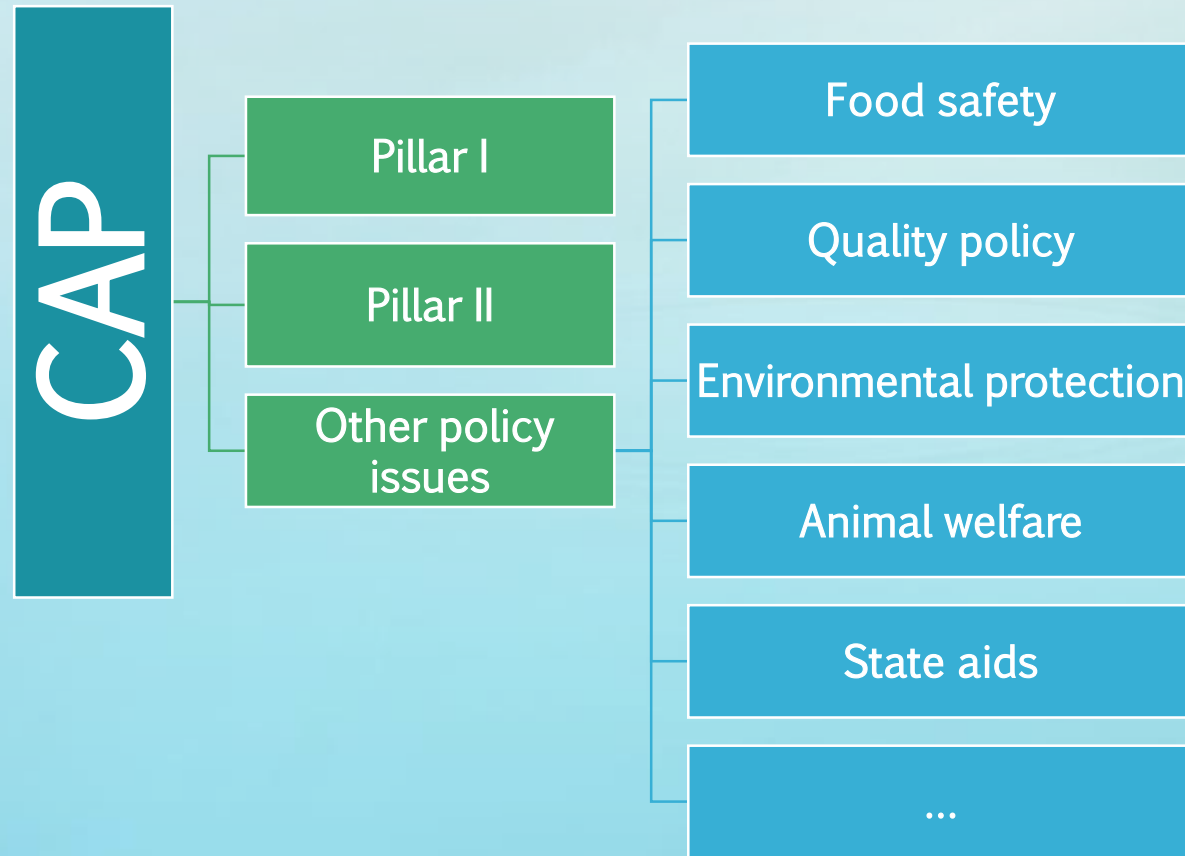 CAP
Pillar I
Pillar II
Other policy
issues
Food safety
Quality policy
Environmental protection
Animal welfare
State aids
...